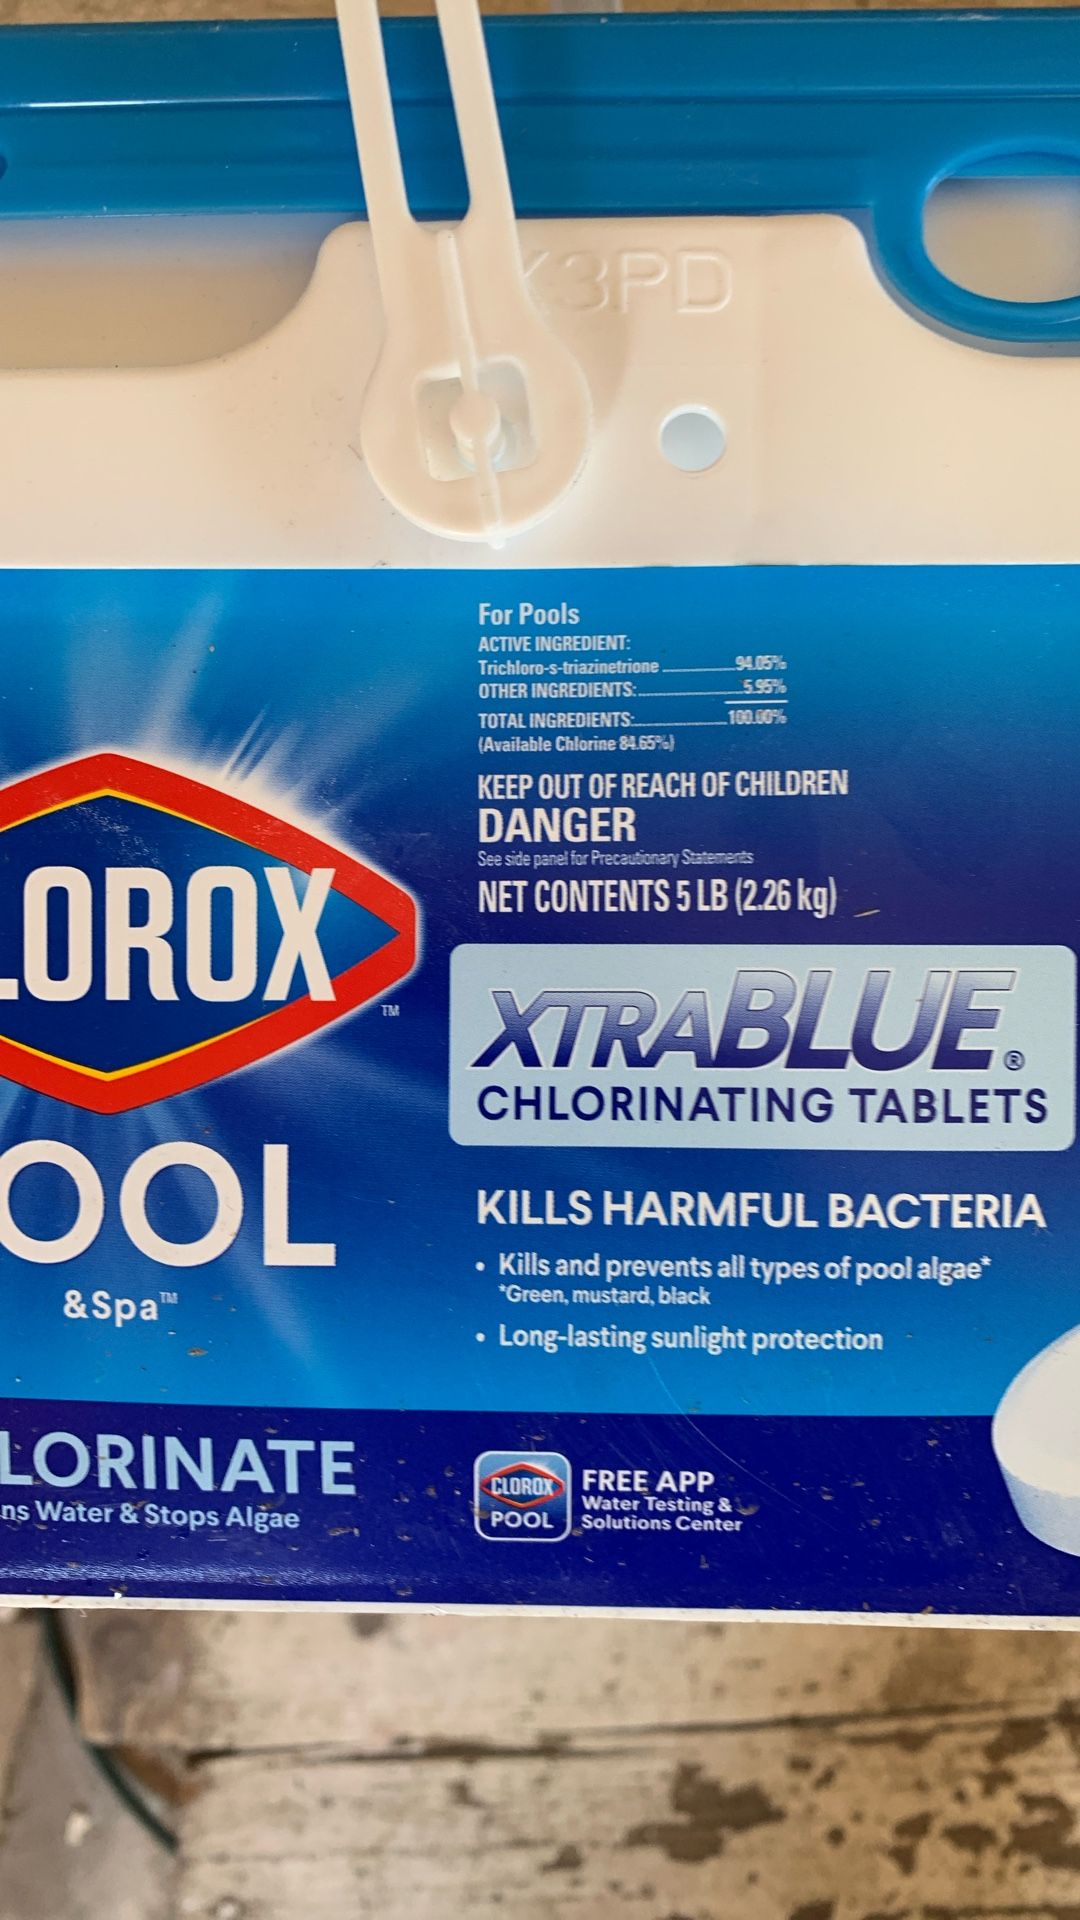 3PD
For Pools
ACTIVE INGREDIENT:
Trichloro-s-triazinetrione ............... 94.05%
OTHER INGREDIENTS: ............... 5.95%
TOTAL INGREDIENTS: ............... 100.00%
(Available Chlorine 84.65%)
KEEP OUT OF REACH OF CHILDREN
DANGER
See side panel for Precautionary Statements
NET CONTENTS 5 LB (2.26 kg)
LOROX
TM
XTRABLUE®
CHLORINATING TABLETS
OOL
&Spa™
KILLS HARMFUL BACTERIA
• Kills and prevents all types of pool algae*
*Green, mustard, black
• Long-lasting sunlight protection
LORINATE
ns Water & Stops Algae
CLOROX
POOL
FREE APP
Water Testing &
Solutions Center